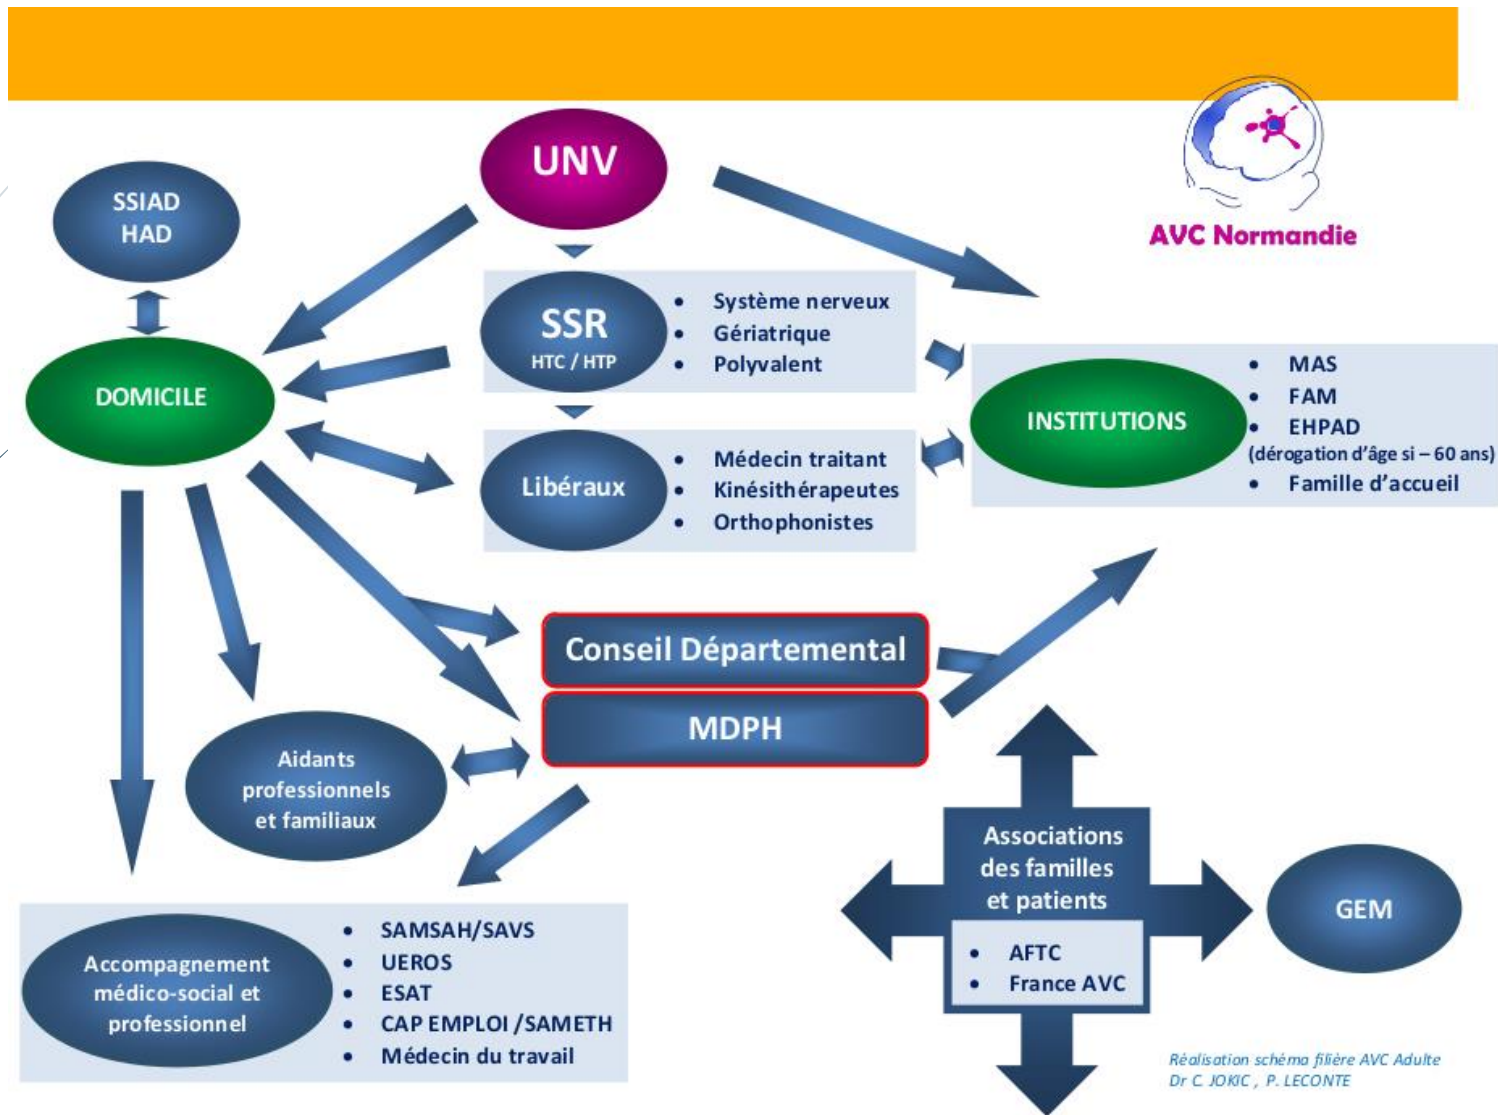 UNV
AVC Normandie
SSIAD
HAD
SSR
HTC / HTP
• Système nerveux
• Gériatrique
• Polyvalent
DOMICILE
INSTITUTIONS
• MAS
• FAM
• EHPAD
(dérogation d'âge si – 60 ans)
• Famille d'accueil
Libéraux
• Médecin traitant
• Kinésithérapeutes
• Orthophonistes
Conseil Départemental
MDPH
Aidants
professionnels
et familiaux
Associations
des familles
et patients
• AFTC
• France AVC
GEM
Accompagnement
médico-social et
professionnel
• SAMSAH/SAVS
• UEROS
• ESAT
• CAP EMPLOI /SAMETH
• Médecin du travail
Réalisation schéma filière AVC Adulte
Dr C. JOKIC , P. LECONTE